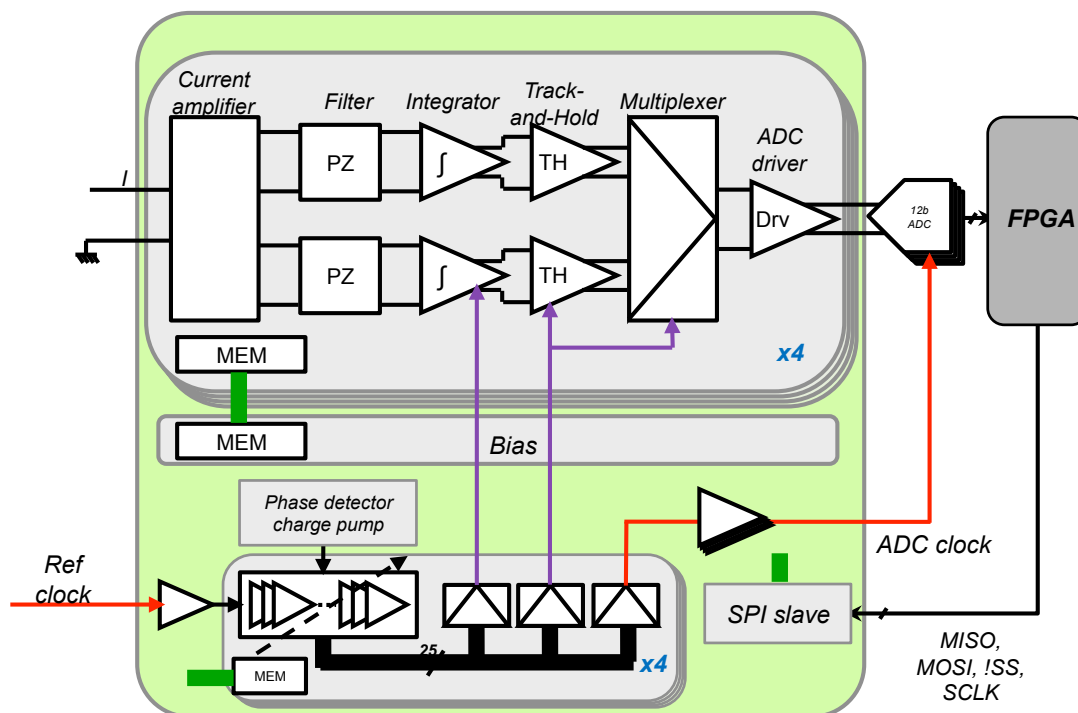 Current
amplifier
Filter
Integrator
Track-
and-Hold
Multiplexer
ADC
driver
I
PZ
∫
TH
Drv
12b
ADC
FPGA
PZ
∫
TH
MEM
x4
MEM
Bias
Phase detector
charge pump
Ref
clock
ADC clock
SPI slave
25
MEM
x4
MISO,
MOSI, !SS,
SCLK